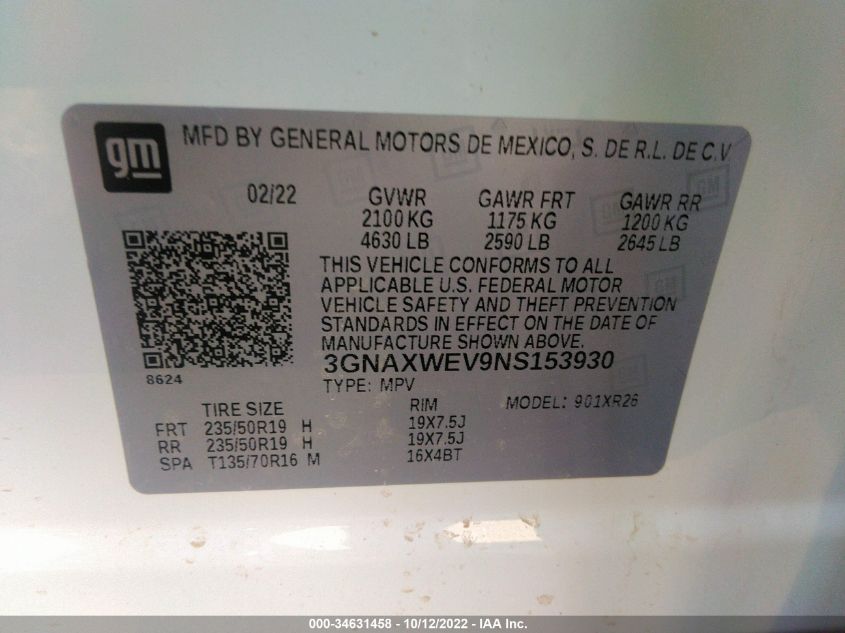 gm MFD BY GENERAL MOTORS DE MEXICO, S. DE R.L. DE C.V.
02/22 GVWR GAWR FRT GAWR RR
2100 KG 1175 KG 1200 KG
4630 LB 2590 LB 2645 LB
THIS VEHICLE CONFORMS TO ALL
APPLICABLE U.S. FEDERAL MOTOR
VEHICLE SAFETY AND THEFT PREVENTION
STANDARDS IN EFFECT ON THE DATE OF
MANUFACTURE SHOWN ABOVE.
3GNAXWEV9NS153930
8624
TYPE: MPV MODEL: 901XR26
TIRE SIZE RIM
FRT 235/50R19 H 19X7.5J
RR 235/50R19 H 19X7.5J
SPA T135/70R16 M 16X4BT
000-34631458 - 10/12/2022 - IAA Inc.